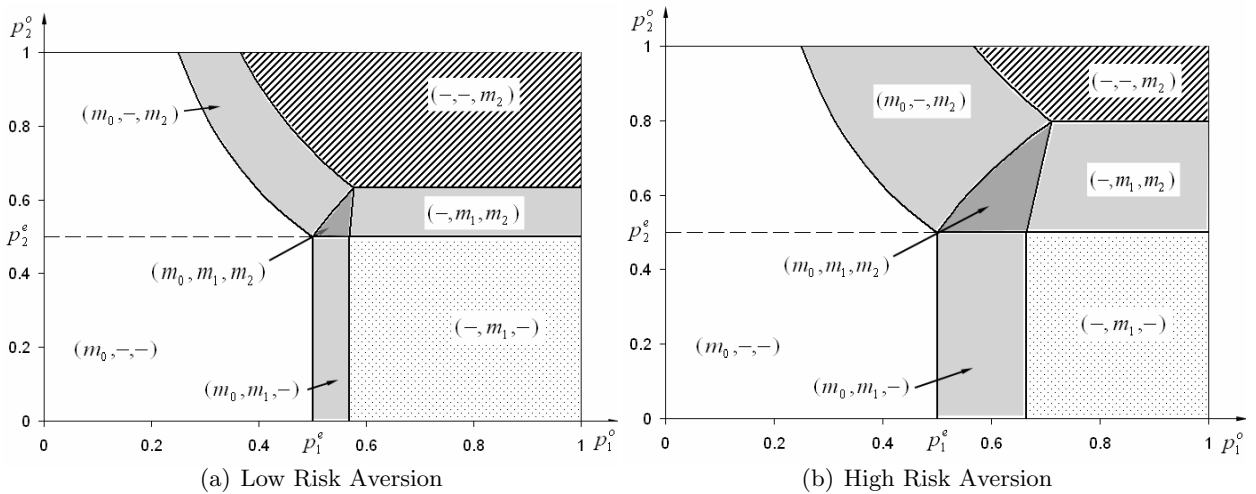 p₂ᵒ
1
(−,−,m₂)
(m₀,−,m₂)
0.8
0.6
(−,m₁,m₂)
p₂ᵉ
0.4
(m₀,m₁,m₂)
(−,m₁,−)
0.2
(m₀,−,−)
(m₀,m₁,−)
0
0
0.2
0.4
p₁ᵉ
0.6
0.8
1
p₁ᵒ
(a) Low Risk Aversion
p₂ᵒ
1
(−,−,m₂)
(m₀,−,m₂)
0.8
(−,m₁,m₂)
0.6
p₂ᵉ
(m₀,m₁,m₂)
0.4
(−,m₁,−)
0.2
(m₀,−,−)
(m₀,m₁,−)
0
0
0.2
0.4
p₁ᵉ
0.6
0.8
1
p₁ᵒ
(b) High Risk Aversion